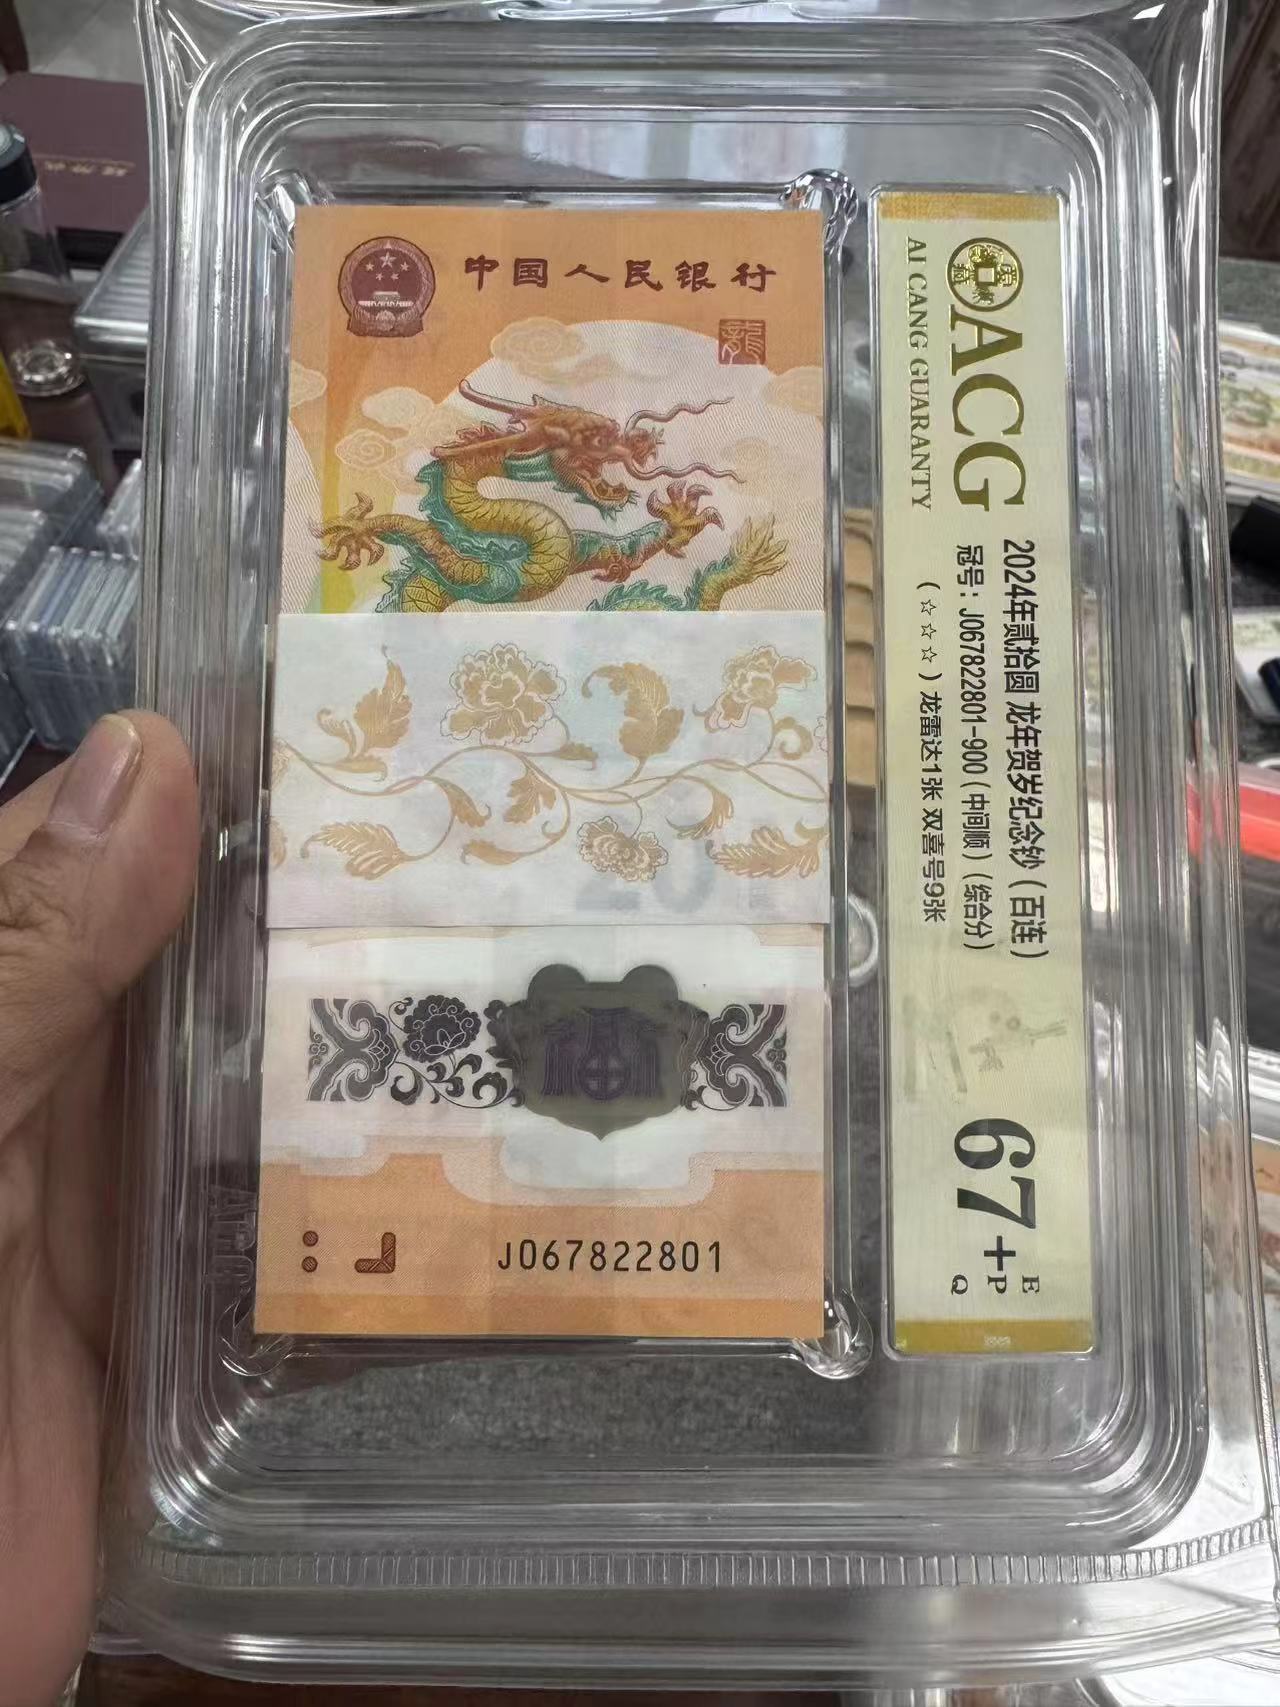 中国人民银行
龍
J067822801
ACG
AI CANG GUARANTY
2024年贰拾圆 龙年贺岁纪念钞（百连）
冠号：J067822801-900（中间顺）（综合分）
（☆☆☆）龙雷达1张 双喜号9张
67+
E
P
Q